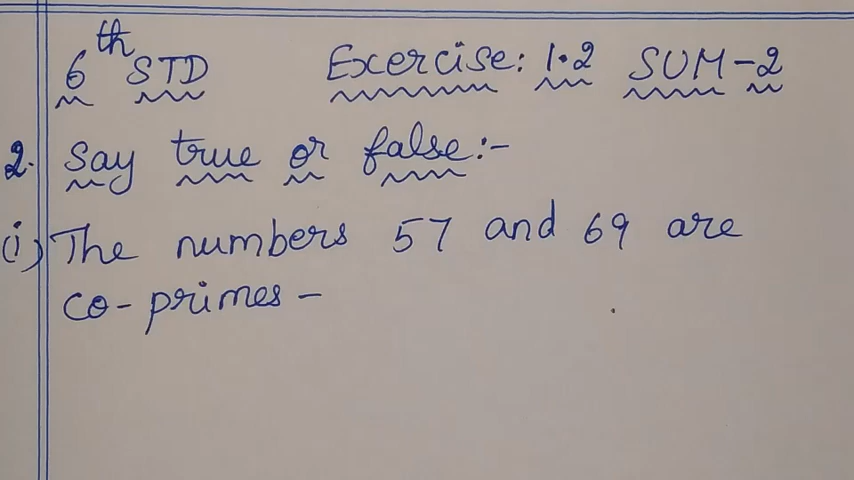 6th STD Exercise: 1.2 SUM-2
2. Say true or false:-
(i) The numbers 57 and 69 are
co-primes -